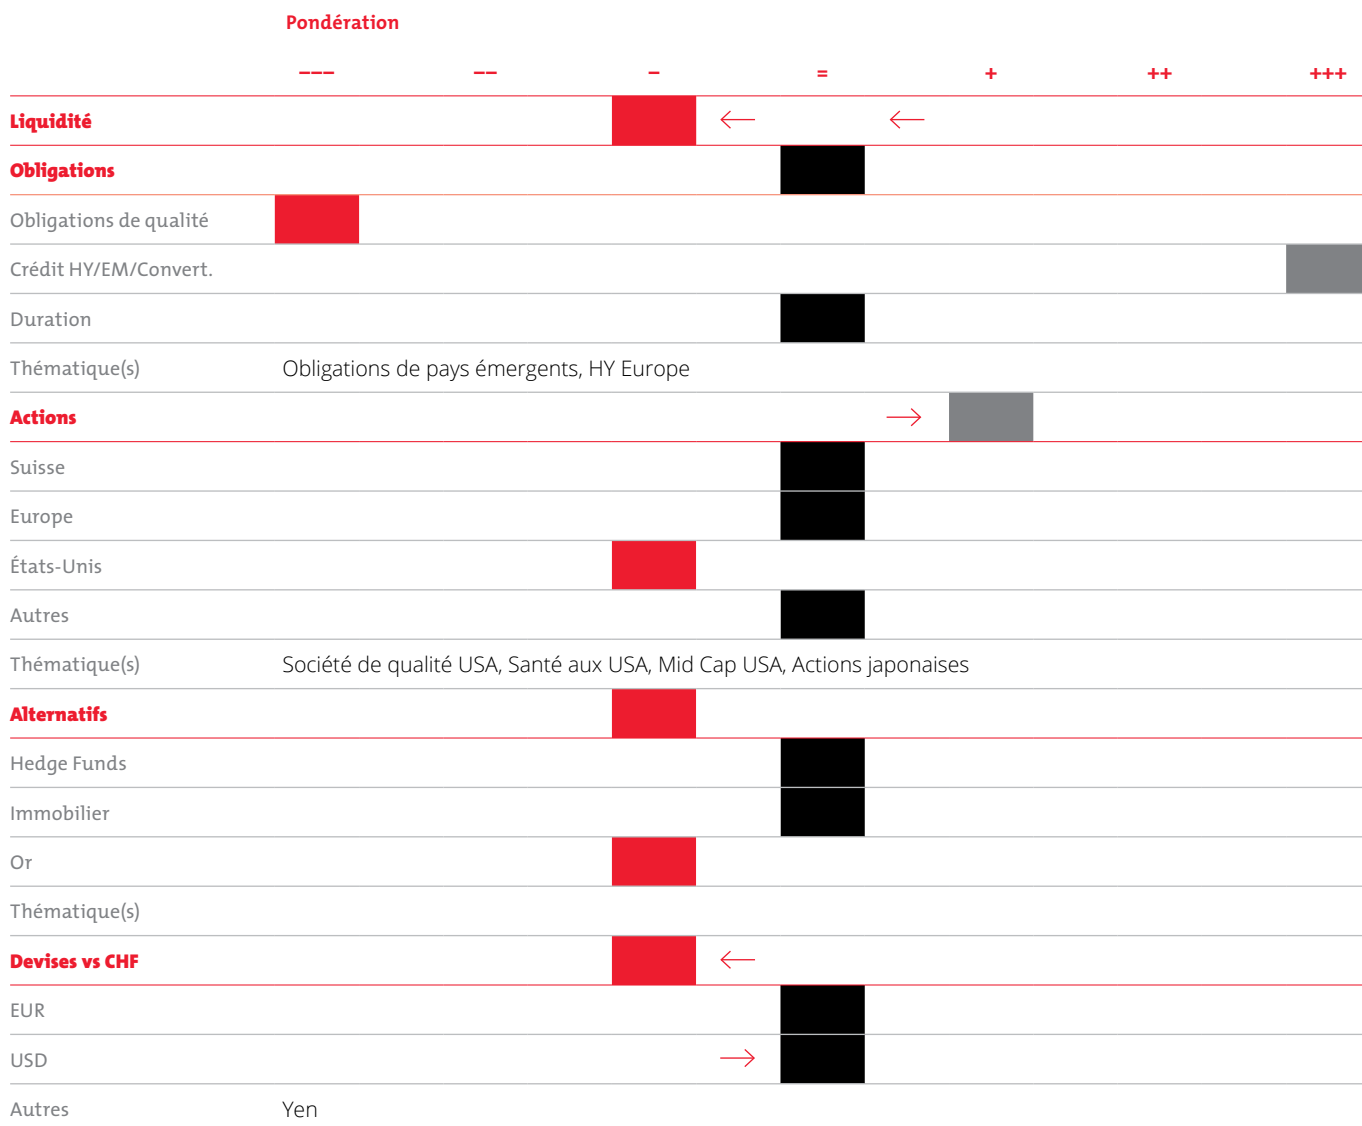 Pondération
––– –– – = + ++ +++
Liquidité ← ←
Obligations
Obligations de qualité
Crédit HY/EM/Convert.
Duration
Thématique(s) Obligations de pays émergents, HY Europe
Actions →
Suisse
Europe
États-Unis
Autres
Thématique(s) Société de qualité USA, Santé aux USA, Mid Cap USA, Actions japonaises
Alternatifs
Hedge Funds
Immobilier
Or
Thématique(s)
Devises vs CHF ←
EUR
USD →
Autres Yen